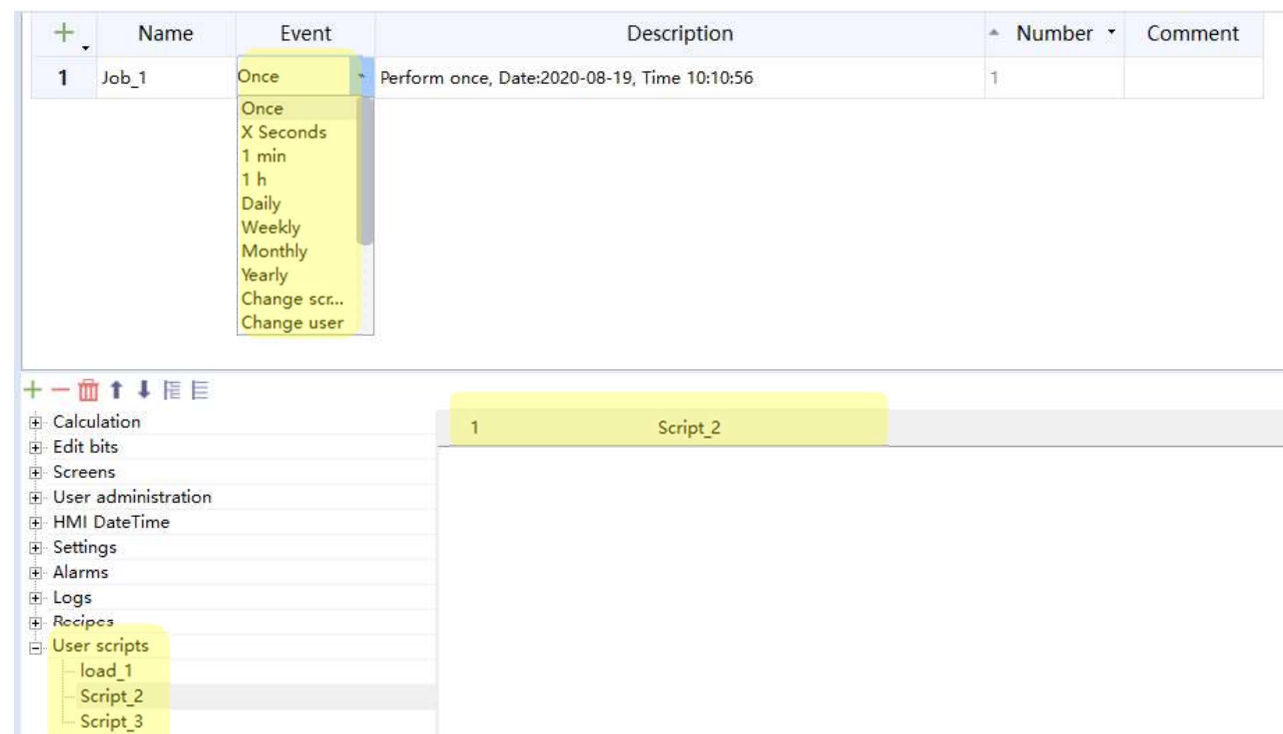 Name Event Description Number Comment
1 Job_1 Once Perform once, Date:2020-08-19, Time 10:10:56 1
Once
X Seconds
1 min
1 h
Daily
Weekly
Monthly
Yearly
Change scr...
Change user
Calculation
1 Script_2
Edit bits
Screens
User administration
HMI DateTime
Settings
Alarms
Logs
Recipes
User scripts
load_1
Script_2
Script_3